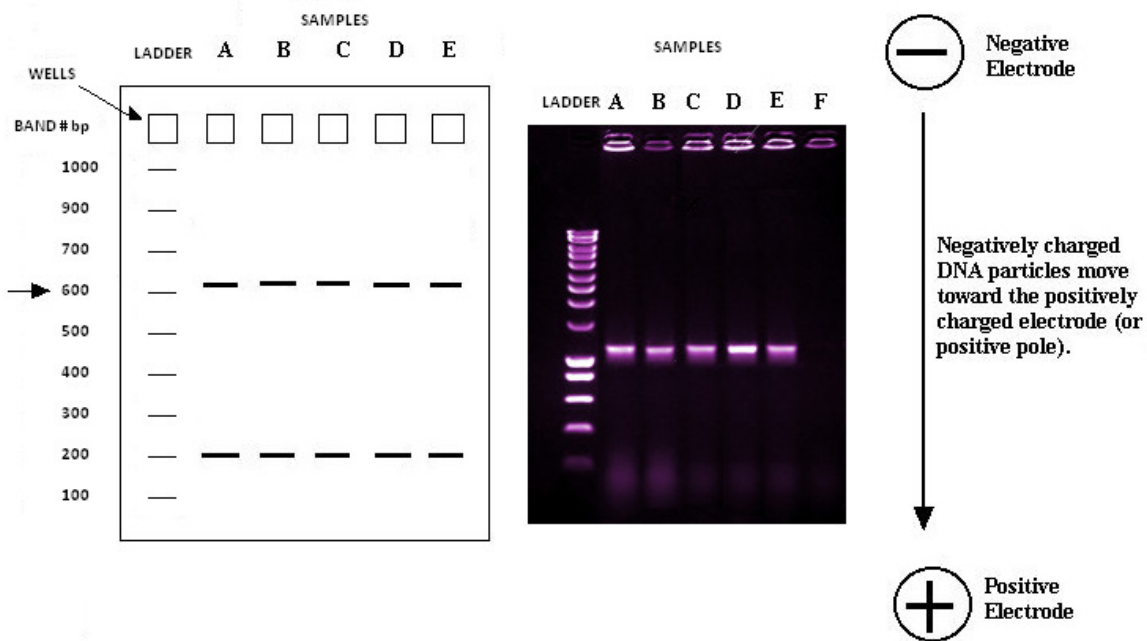 SAMPLES
LADDER A B C D E
WELLS
BAND # bp
1000
900
700
600
500
400
300
200
100
SAMPLES
LADDER A B C D E F
Negative
Electrode
Negatively charged
DNA particles move
toward the positively
charged electrode (or
positive pole).
Positive
Electrode